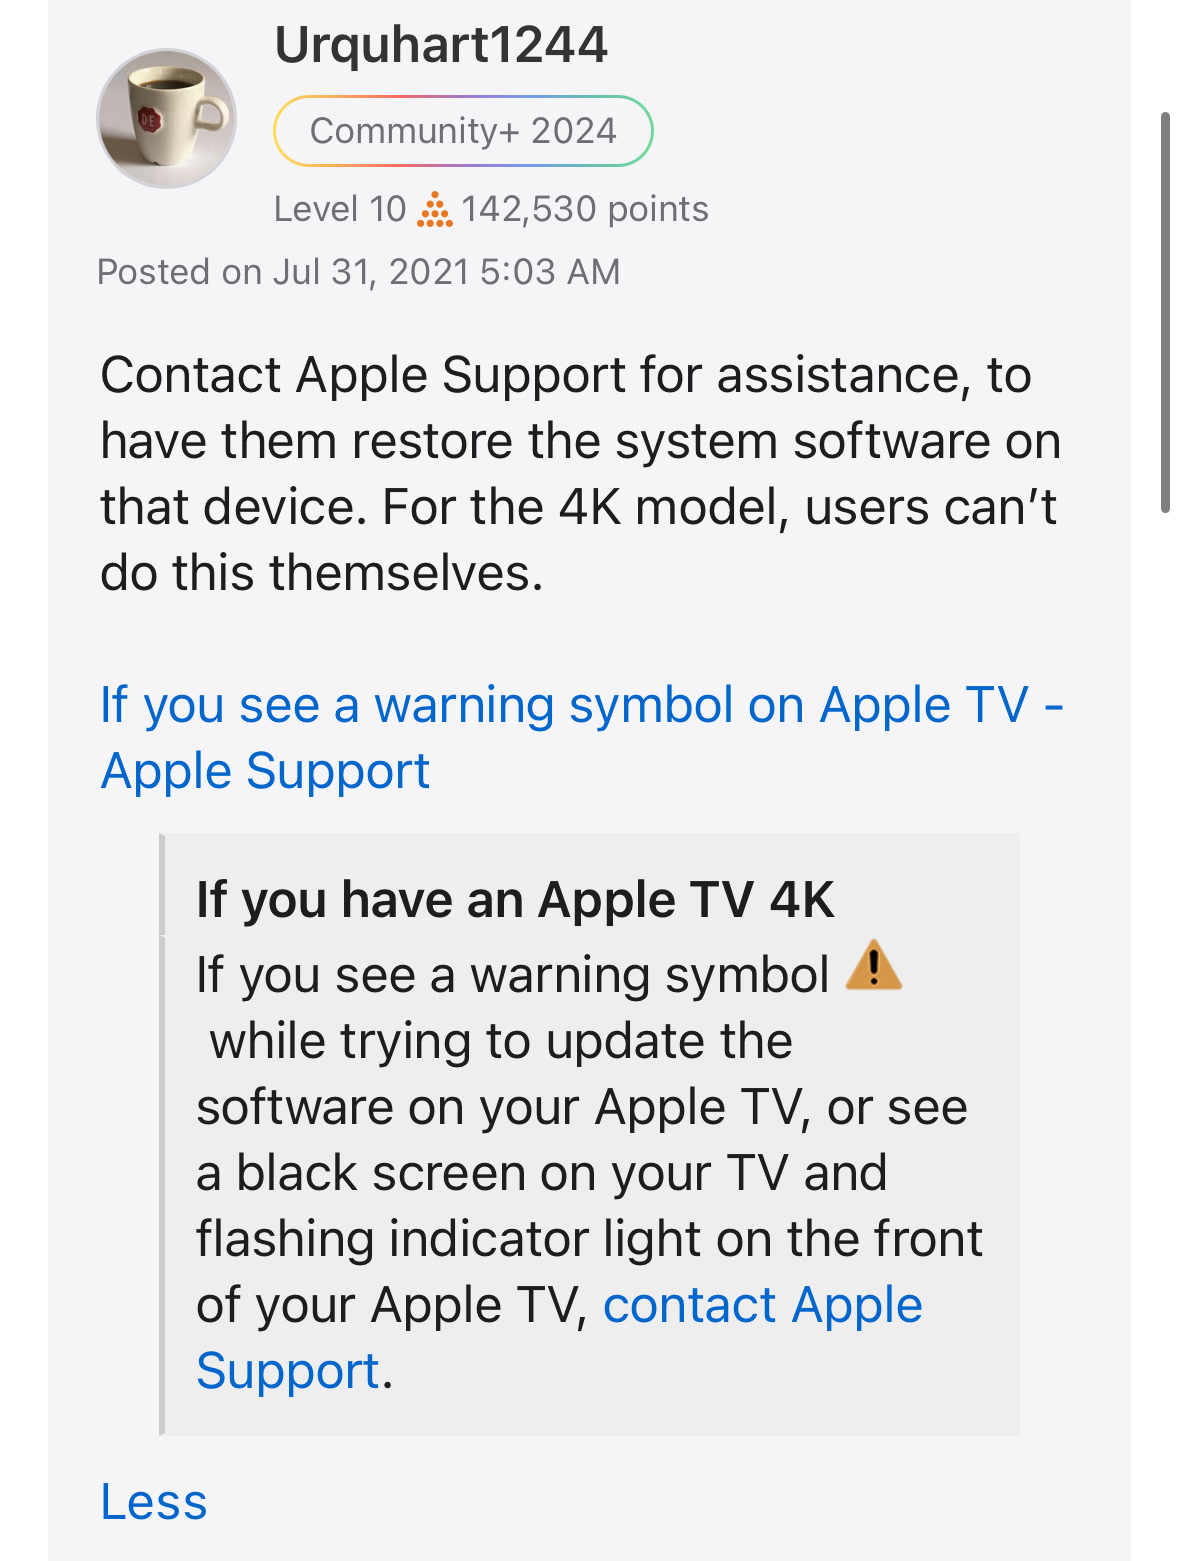 Urquhart1244
DE
Community+ 2024
Level 10 142,530 points
Posted on Jul 31, 2021 5:03 AM
Contact Apple Support for assistance, to
have them restore the system software on
that device. For the 4K model, users can’t
do this themselves.
If you see a warning symbol on Apple TV -
Apple Support
If you have an Apple TV 4K
If you see a warning symbol ⚠️
while trying to update the
software on your Apple TV, or see
a black screen on your TV and
flashing indicator light on the front
of your Apple TV, contact Apple
Support.
Less